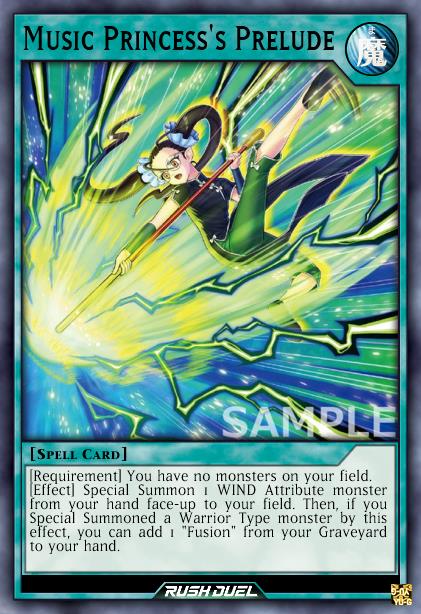 Music Princess's Prelude
ま
魔
SAMPLE
[Spell Card]
[Requirement] You have no monsters on your field.
[Effect] Special Summon 1 WIND Attribute monster
from your hand face-up to your field. Then, if you
Special Summoned a Warrior Type monster by this
effect, you can add 1 "Fusion" from your Graveyard
to your hand.
RUSH DUEL